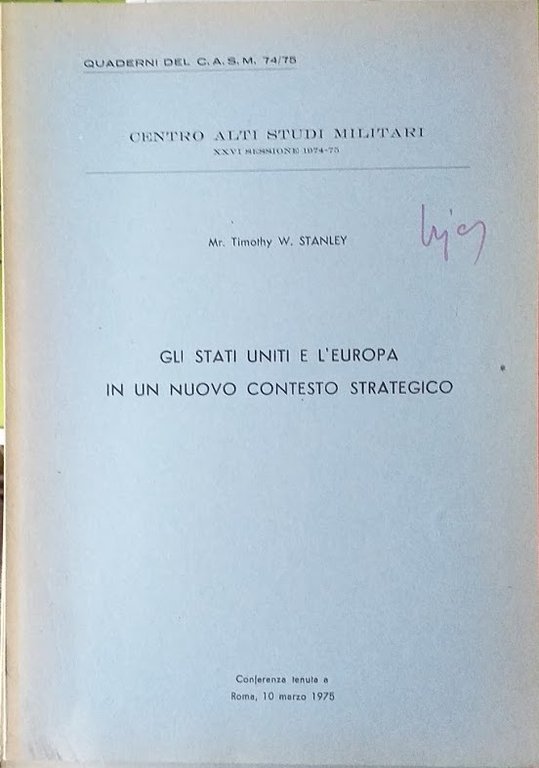 QUADERNI DEL C.A.S.M. 74/75
CENTRO ALTI STUDI MILITARI
XXVI SESSIONE 1974-75
Mr. Timothy W. STANLEY
GLI STATI UNITI E L'EUROPA
IN UN NUOVO CONTESTO STRATEGICO
Conferenza tenuta a
Roma, 10 marzo 1975